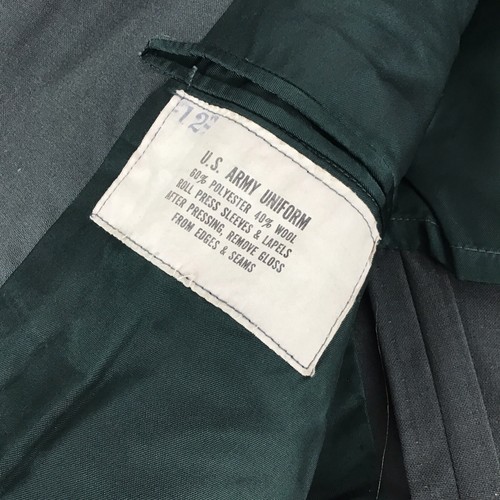 U.S. ARMY UNIFORM
60% POLYESTER 40% WOOL
ROLL PRESS SLEEVES & LAPELS
AFTER PRESSING, REMOVE GLOSS
FROM EDGES & SEAMS